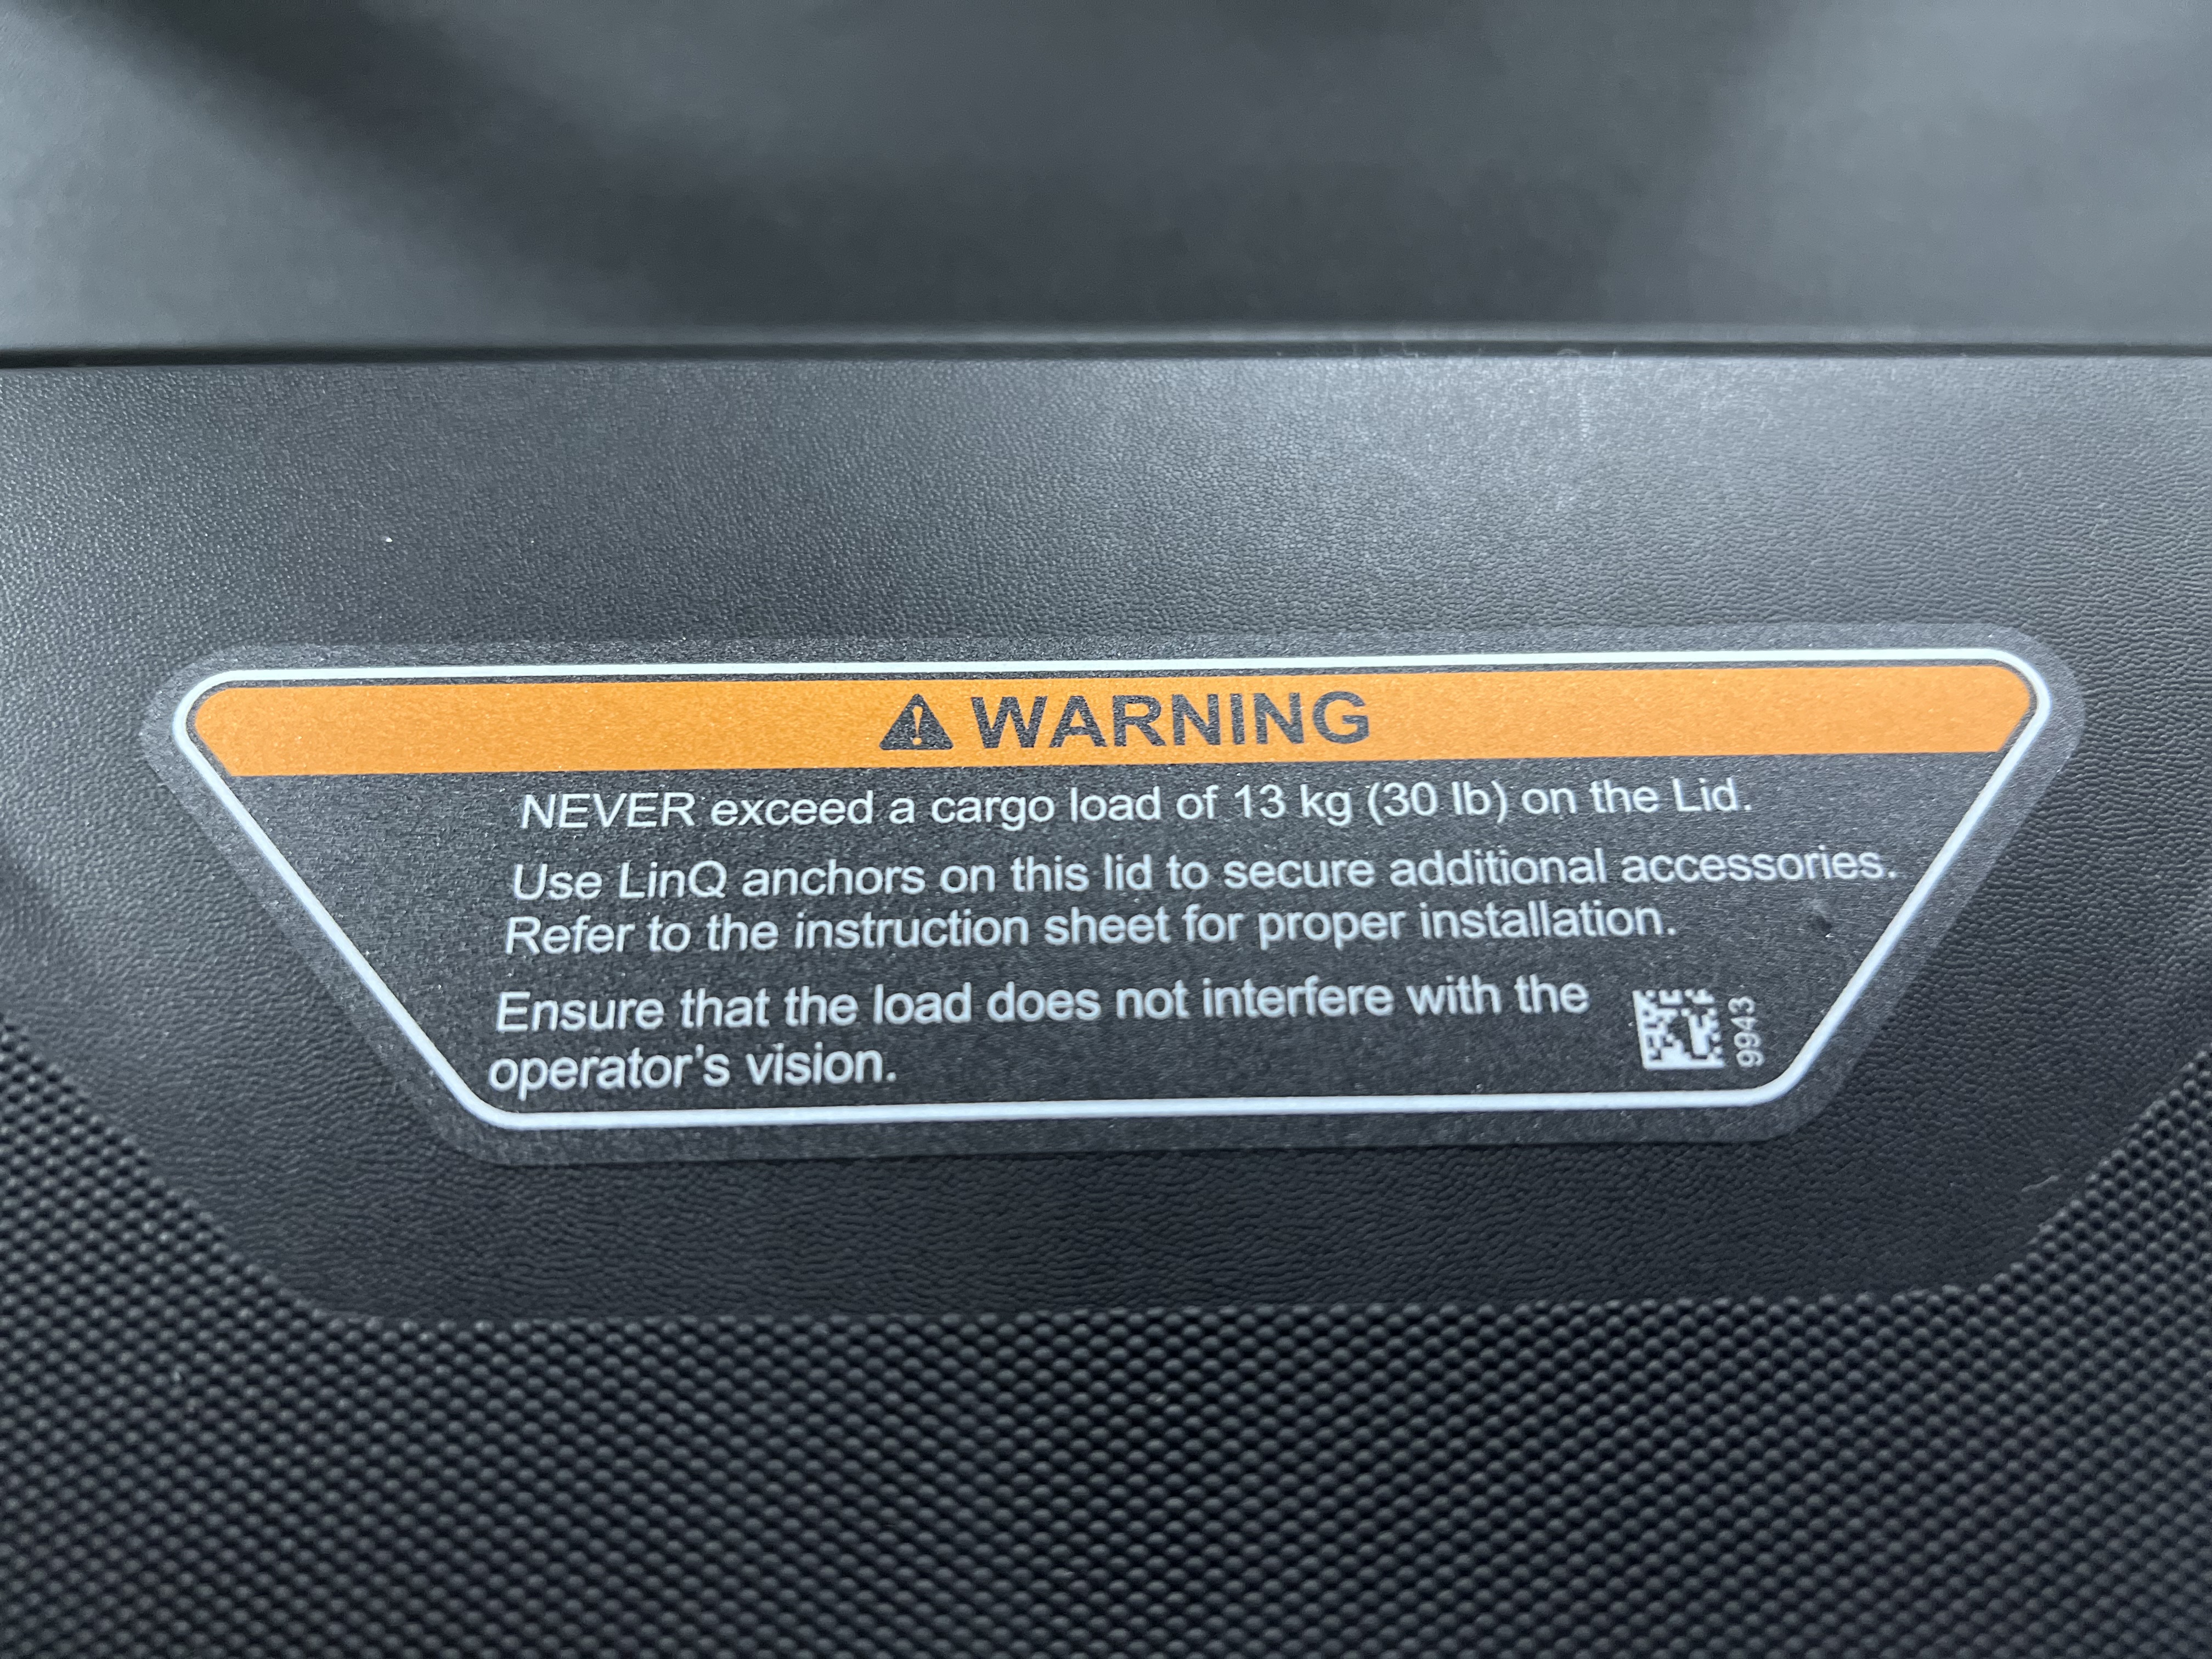 WARNING
NEVER exceed a cargo load of 13 kg (30 lb) on the Lid.
Use LinQ anchors on this lid to secure additional accessories.
Refer to the instruction sheet for proper installation.
Ensure that the load does not interfere with the
operator's vision.
9943